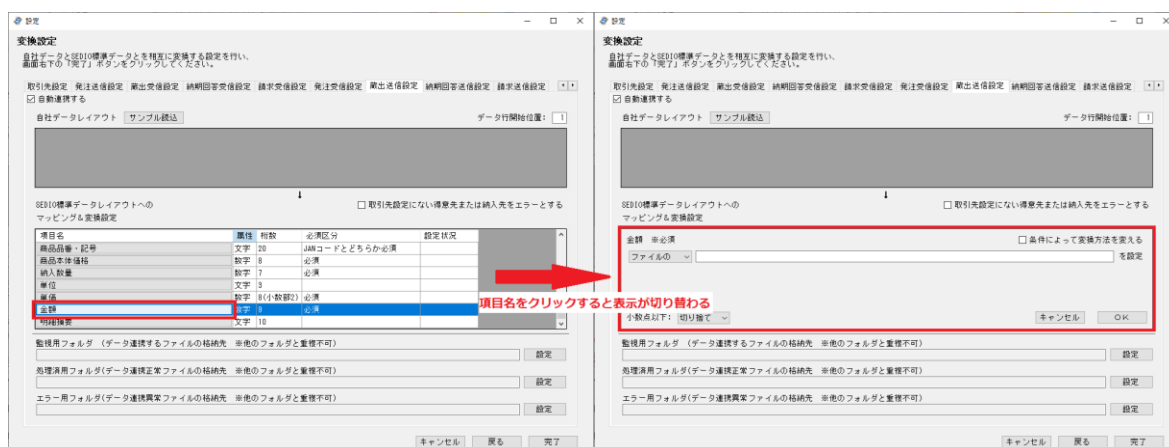 設定
変換設定
自社データとSEDIO標準データとを相互に変換する設定を行い、
画面右下の「完了」ボタンをクリックしてください。
取引先設定 発注送信設定 蔵出受信設定 納期回答受信設定 請求受信設定 発注受信設定 蔵出送信設定 納期回答送信設定 請求送信設定
自動連携する
自社データレイアウト サンプル読込 データ行開始位置: 1
↓
SEDIO標準データレイアウトへの
マッピング&変換設定
取引先設定にない得意先または納入先をエラーとする
項目名 属性 桁数 必須区分 設定状況
商品品番・記号 文字 20 JANコードとどちらか必須
商品本体価格 数字 8 必須
納入数量 数字 7 必須
単位 文字 3
単価 数字 8(小数部2) 必須
金額 数字 9 必須
明細摘要 文字 10
監視用フォルダ (データ連携するファイルの格納先 ※他のフォルダと重複不可)
設定
処理済用フォルダ(データ連携正常ファイルの格納先 ※他のフォルダと重複不可)
設定
エラー用フォルダ(データ連携異常ファイルの格納先 ※他のフォルダと重複不可)
設定
キャンセル 戻る 完了
項目名をクリックすると表示が切り替わる
設定
変換設定
自社データとSEDIO標準データとを相互に変換する設定を行い、
画面右下の「完了」ボタンをクリックしてください。
取引先設定 発注送信設定 蔵出受信設定 納期回答受信設定 請求受信設定 発注受信設定 蔵出送信設定 納期回答送信設定 請求送信設定
自動連携する
自社データレイアウト サンプル読込 データ行開始位置: 1
↓
SEDIO標準データレイアウトへの
マッピング&変換設定
取引先設定にない得意先または納入先をエラーとする
金額 ※必須 条件によって変換方法を変える
ファイルの を設定
小数点以下: 切り捨て キャンセル OK
監視用フォルダ (データ連携するファイルの格納先 ※他のフォルダと重複不可)
設定
処理済用フォルダ(データ連携正常ファイルの格納先 ※他のフォルダと重複不可)
設定
エラー用フォルダ(データ連携異常ファイルの格納先 ※他のフォルダと重複不可)
設定
キャンセル 戻る 完了